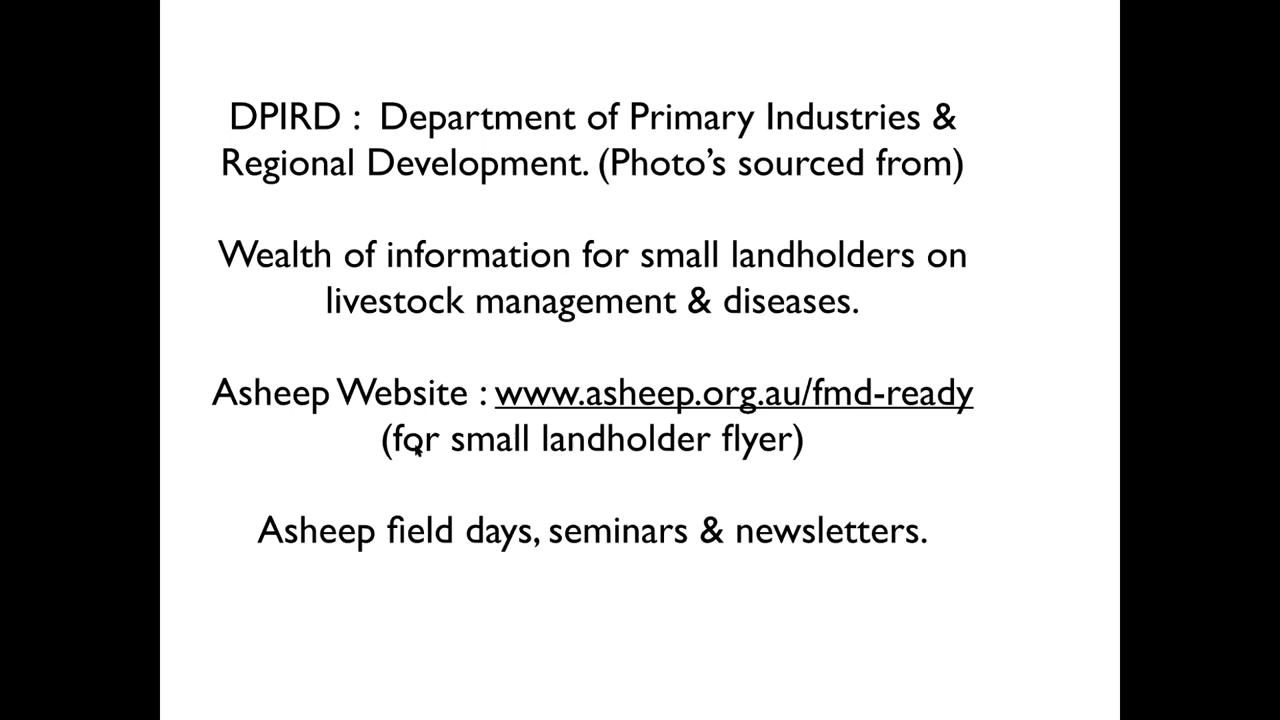 DPIRD :  Department of Primary Industries &
Regional Development. (Photo’s sourced from)
Wealth of information for small landholders on
livestock management & diseases.
Asheep Website : www.asheep.org.au/fmd-ready
(for small landholder flyer)
Asheep field days, seminars & newsletters.